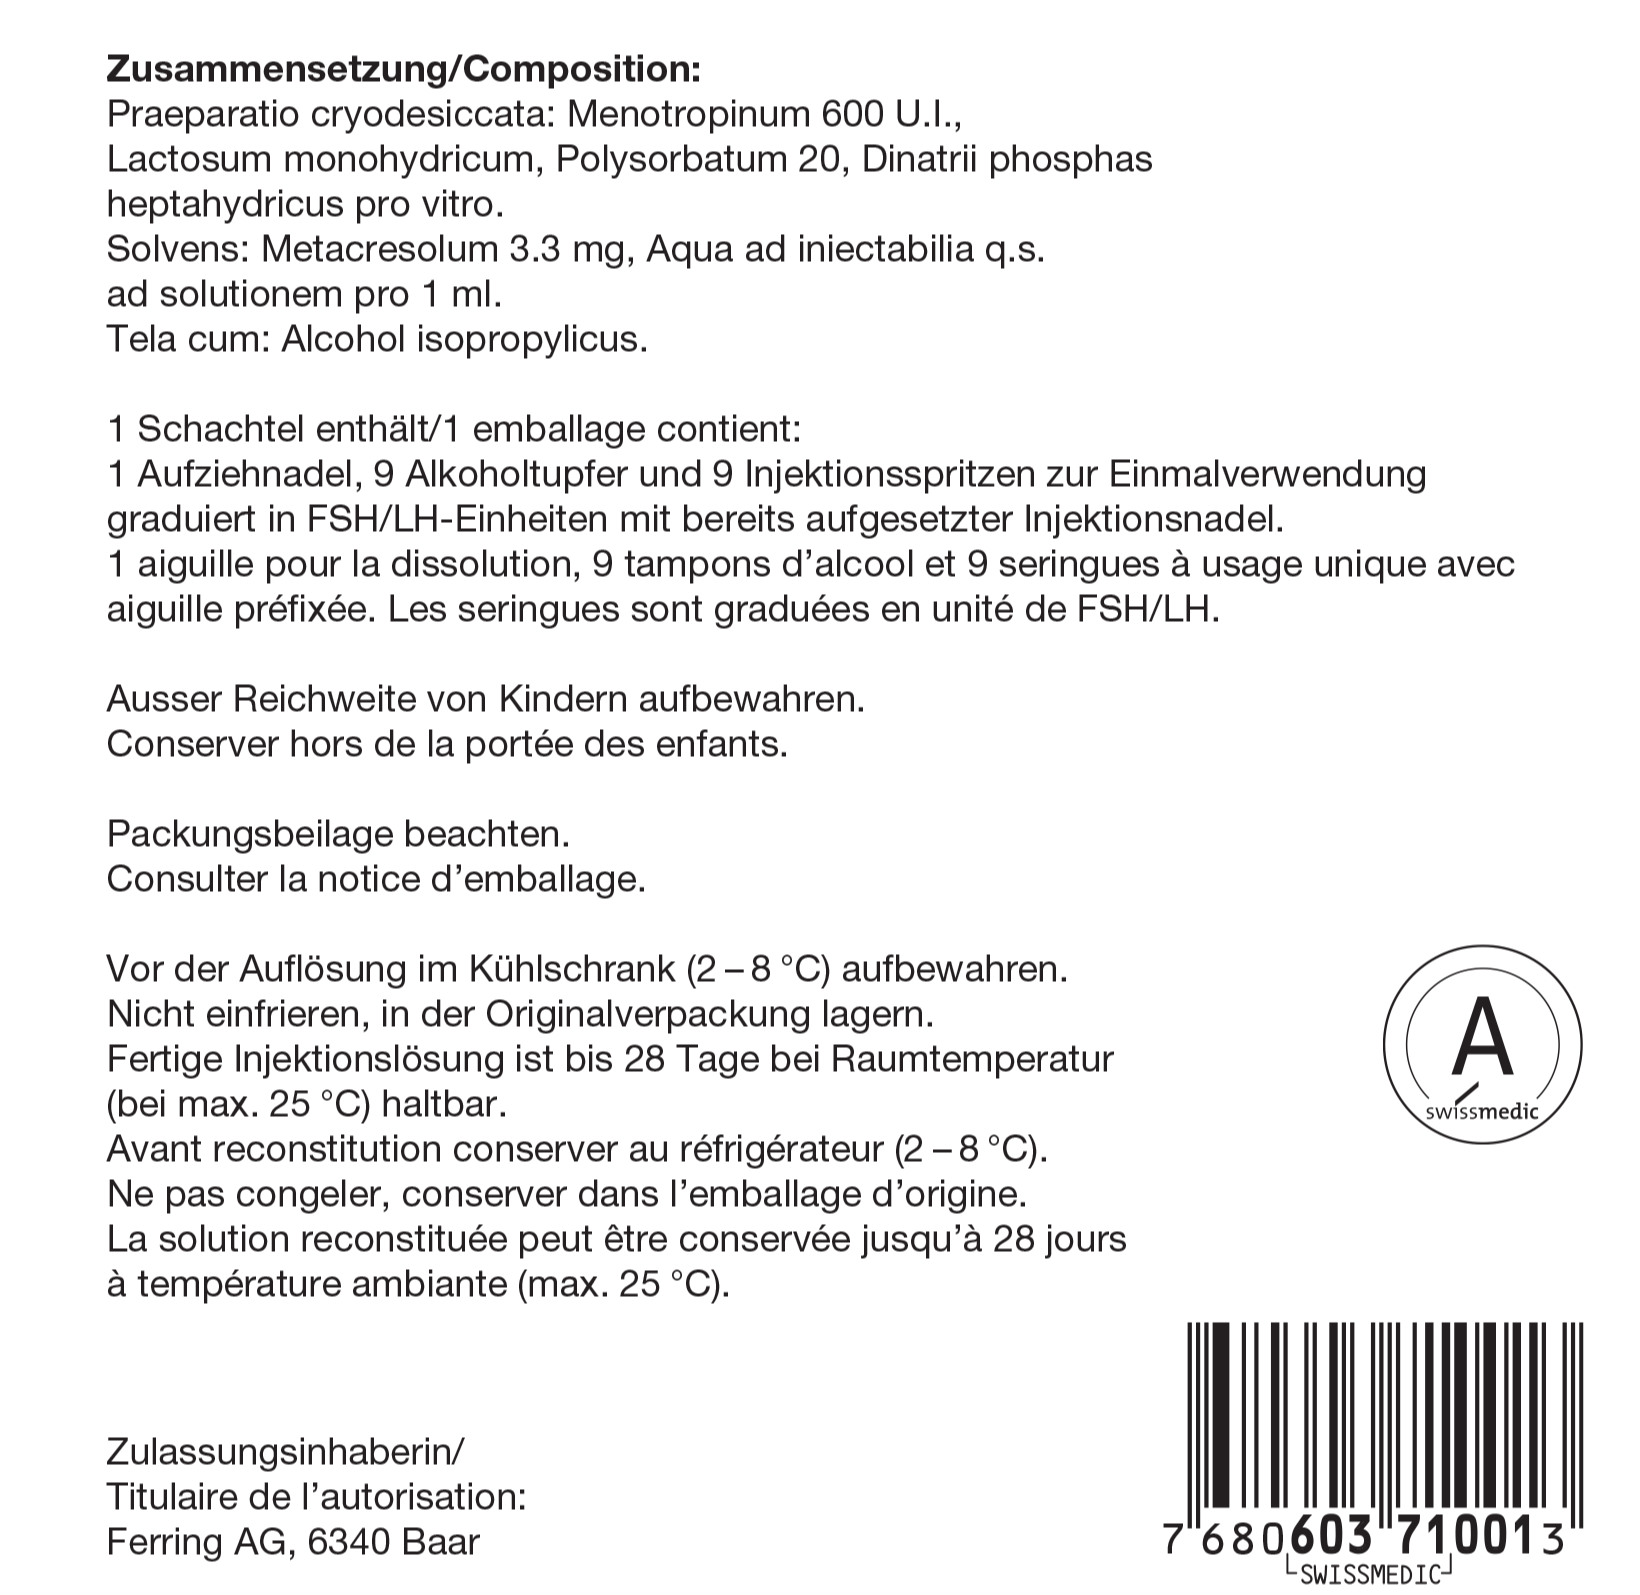 Zusammensetzung/Composition:
Praeparatio cryodesiccata: Menotropinum 600 U.I.,
Lactosum monohydricum, Polysorbatum 20, Dinatrii phosphas
heptahydricus pro vitro.
Solvens: Metacresolum 3.3 mg, Aqua ad iniectabilia q.s.
ad solutionem pro 1 ml.
Tela cum: Alcohol isopropylicus.
1 Schachtel enthält/1 emballage contient:
1 Aufziehnadel, 9 Alkoholtupfer und 9 Injektionsspritzen zur Einmalverwendung
graduiert in FSH/LH-Einheiten mit bereits aufgesetzter Injektionsnadel.
1 aiguille pour la dissolution, 9 tampons d’alcool et 9 seringues à usage unique avec
aiguille préfixée. Les seringues sont graduées en unité de FSH/LH.
Ausser Reichweite von Kindern aufbewahren.
Conserver hors de la portée des enfants.
Packungsbeilage beachten.
Consulter la notice d’emballage.
Vor der Auflösung im Kühlschrank (2 – 8 °C) aufbewahren.
Nicht einfrieren, in der Originalverpackung lagern.
Fertige Injektionslösung ist bis 28 Tage bei Raumtemperatur
(bei max. 25 °C) haltbar.
Avant reconstitution conserver au réfrigérateur (2 – 8 °C).
Ne pas congeler, conserver dans l’emballage d’origine.
La solution reconstituée peut être conservée jusqu’à 28 jours
à température ambiante (max. 25 °C).
A
swissmedic
Zulassungsinhaberin/
Titulaire de l’autorisation:
Ferring AG, 6340 Baar
7 680603 710013
SWISSMEDIC